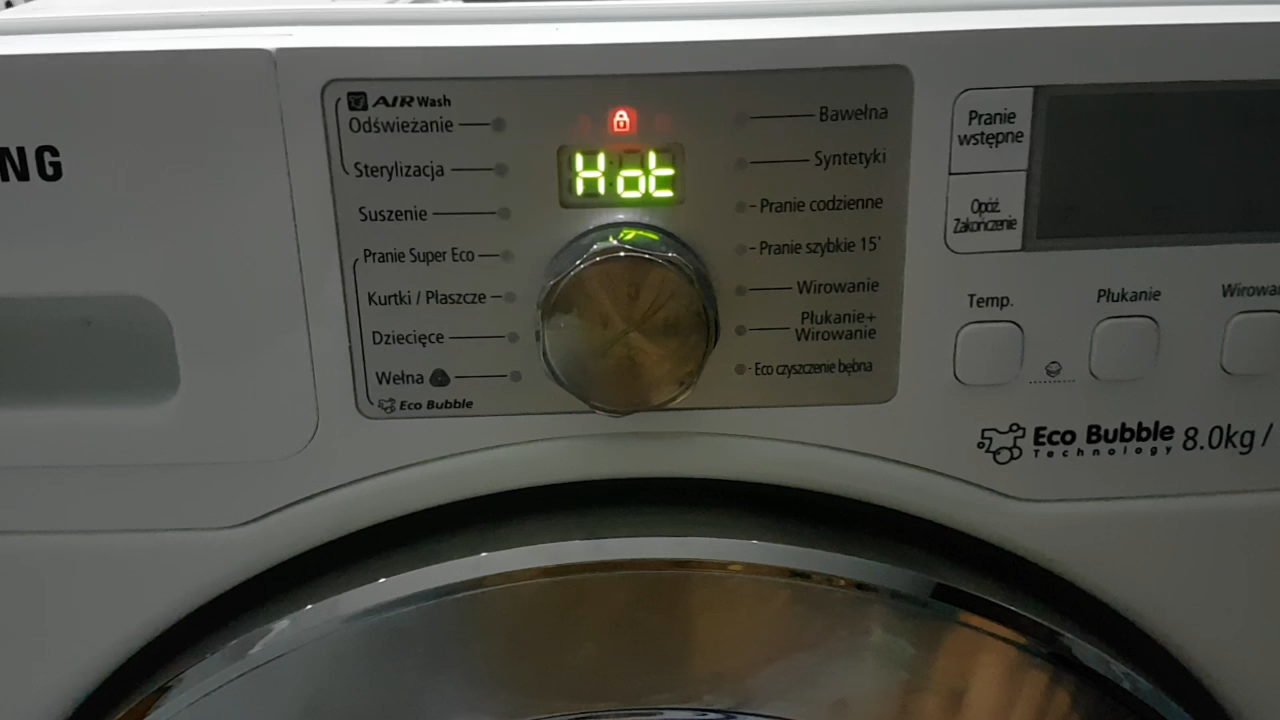 NG
AIRWash
Odświeżanie
Sterylizacja
Suszenie
Pranie Super Eco
Kurtki / Płaszcze
Dziecięce
Wełna
Eco Bubble
Hot
Bawełna
Syntetyki
Pranie codzienne
Pranie szybkie 15'
Wirowanie
Płukanie+
Wirowanie
Eco czyszczenie bębna
Pranie
wstępne
Opóź.
Zakończenie
Temp.
Płukanie
Wirowa
Eco Bubble
Technology
8.0kg /